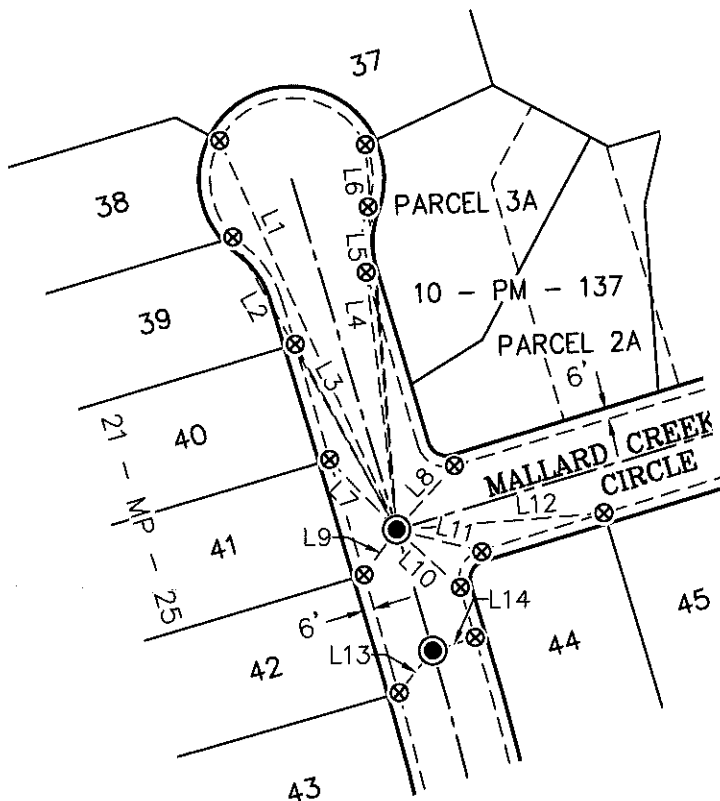 37
38
L1
L6
PARCEL 3A
L5
L2
L4
10 - PM - 137
39
L3
PARCEL 2A
6'
40
21 - MP - 25
L7
L8
MALLARD CREEK
CIRCLE
L12
L11
41
L9
L10
6'
L14
45
L13
42
44
43